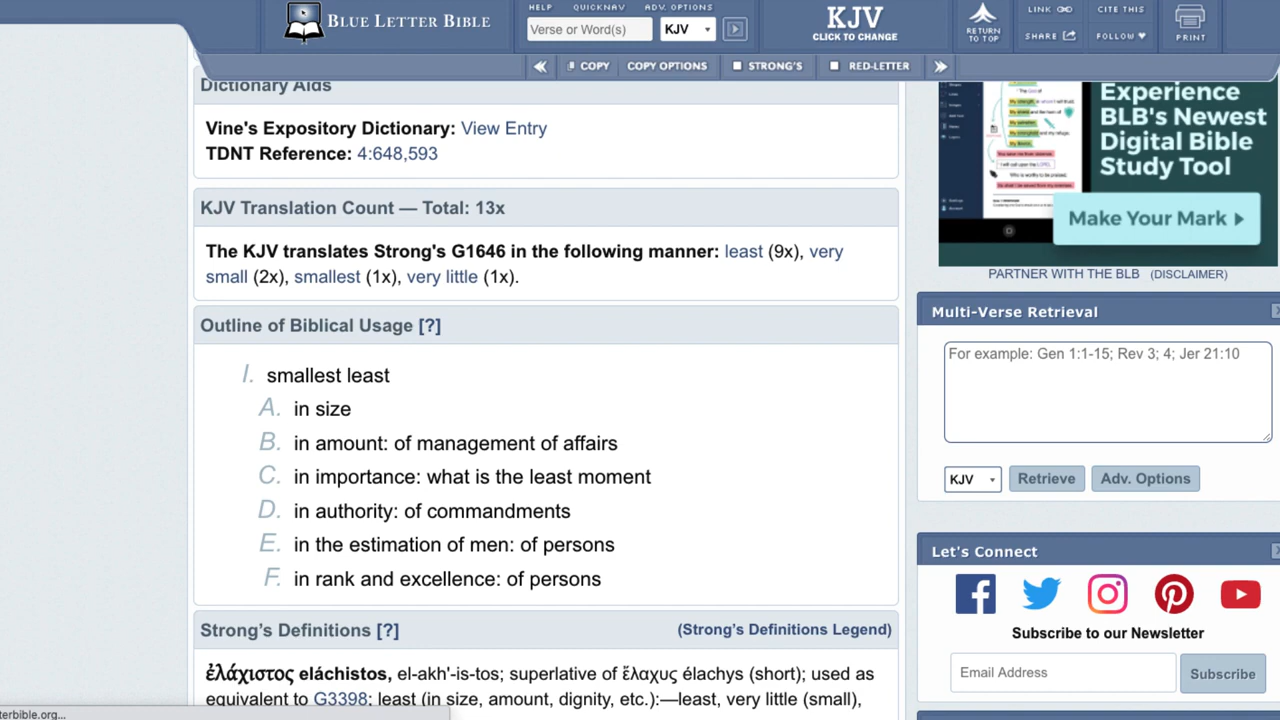 BLUE LETTER BIBLE
HELP QUICKNAV ADV. OPTIONS
Verse or Word(s)
KJV
KJV
CLICK TO CHANGE
RETURN
TO TOP
LINK
SHARE
CITE THIS
FOLLOW
PRINT
COPY COPY OPTIONS STRONG'S RED-LETTER
Dictionary Aids
Vine's Expository Dictionary: View Entry
TDNT Reference: 4:648,593
KJV Translation Count — Total: 13x
The KJV translates Strong's G1646 in the following manner: least (9x), very
small (2x), smallest (1x), very little (1x).
Outline of Biblical Usage [?]
I. smallest least
A. in size
B. in amount: of management of affairs
C. in importance: what is the least moment
D. in authority: of commandments
E. in the estimation of men: of persons
F. in rank and excellence: of persons
Strong's Definitions [?] (Strong's Definitions Legend)
ἐλάχιστος eláchistos, el-akh'-is-tos; superlative of ἔλαχυς élachys (short); used as
equivalent to G3398; least (in size, amount, dignity, etc.):—least, very little (small),
terbible.org...
Experience
BLB's Newest
Digital Bible
Study Tool
Make Your Mark
PARTNER WITH THE BLB (DISCLAIMER)
Multi-Verse Retrieval
For example: Gen 1:1-15; Rev 3; 4; Jer 21:10
KJV Retrieve Adv. Options
Let's Connect
Subscribe to our Newsletter
Email Address Subscribe